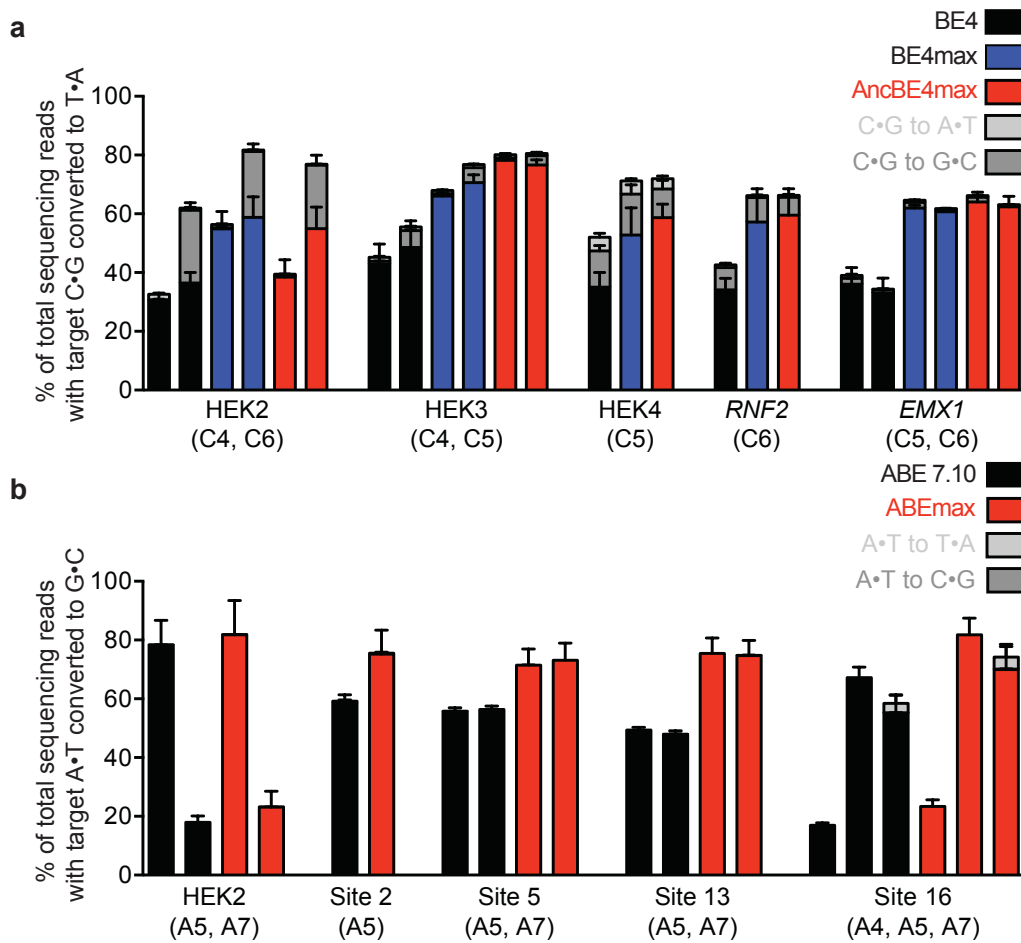 a
BE4
BE4max
AncBE4max
C•G to A•T
C•G to G•C
% of total sequencing reads
with target C•G converted to T•A
100
80
60
40
20
0
HEK2
(C4, C6)
HEK3
(C4, C5)
HEK4
(C5)
RNF2
(C6)
EMX1
(C5, C6)
b
ABE 7.10
ABEmax
A•T to T•A
A•T to C•G
% of total sequencing reads
with target A•T converted to G•C
100
80
60
40
20
0
HEK2
(A5, A7)
Site 2
(A5)
Site 5
(A5, A7)
Site 13
(A5, A7)
Site 16
(A4, A5, A7)